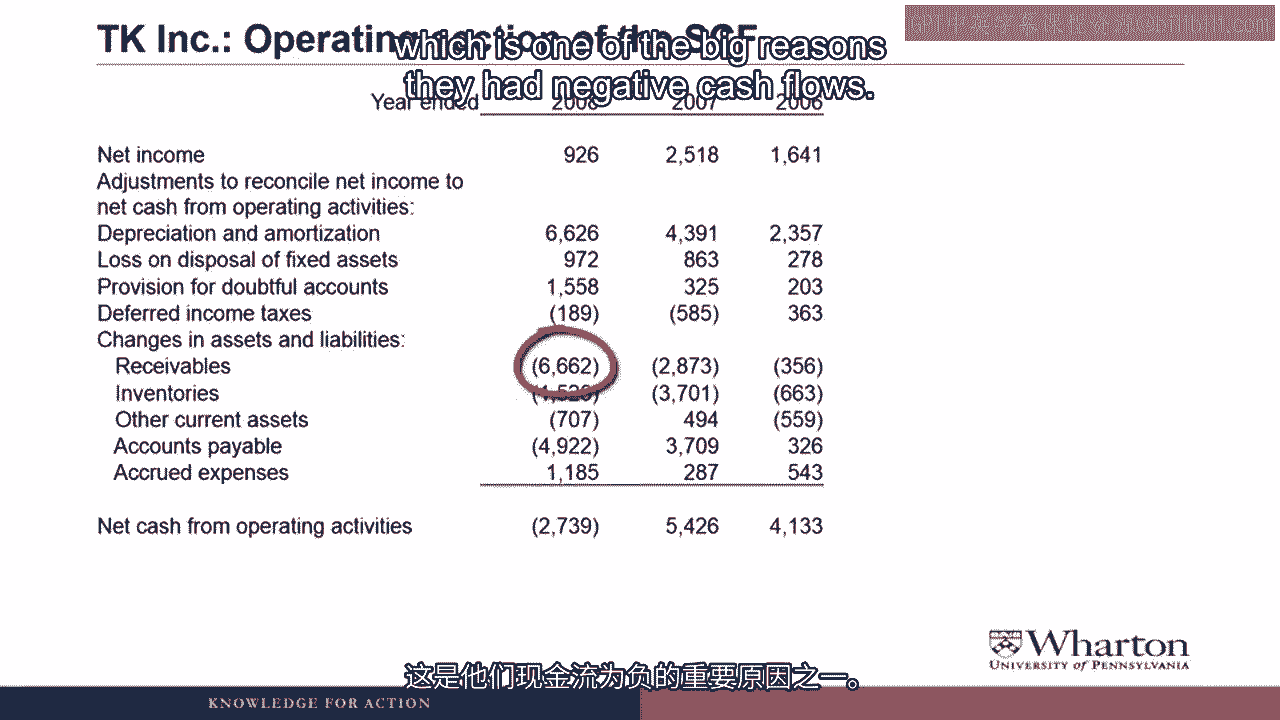 TK Inc.: Operating section of the SCF
which is one of the big reasons
they had negative cash flows.
Year ended 2008 2007 2006
Net income 926 2,518 1,641
Adjustments to reconcile net income to
net cash from operating activities:
Depreciation and amortization 6,626 4,391 2,357
Loss on disposal of fixed assets 972 863 278
Provision for doubtful accounts 1,558 325 203
Deferred income taxes (189) (585) 363
Changes in assets and liabilities:
Receivables (6,662) (2,873) (356)
Inventories (3,701) (663)
Other current assets (707) 494 (559)
Accounts payable (4,922) 3,709 326
Accrued expenses 1,185 287 543
Net cash from operating activities (2,739) 5,426 4,133
Wharton
UNIVERSITY of PENNSYLVANIA
这是他们现金流为负的重要原因之一。
KNOWLEDGE FOR ACTION